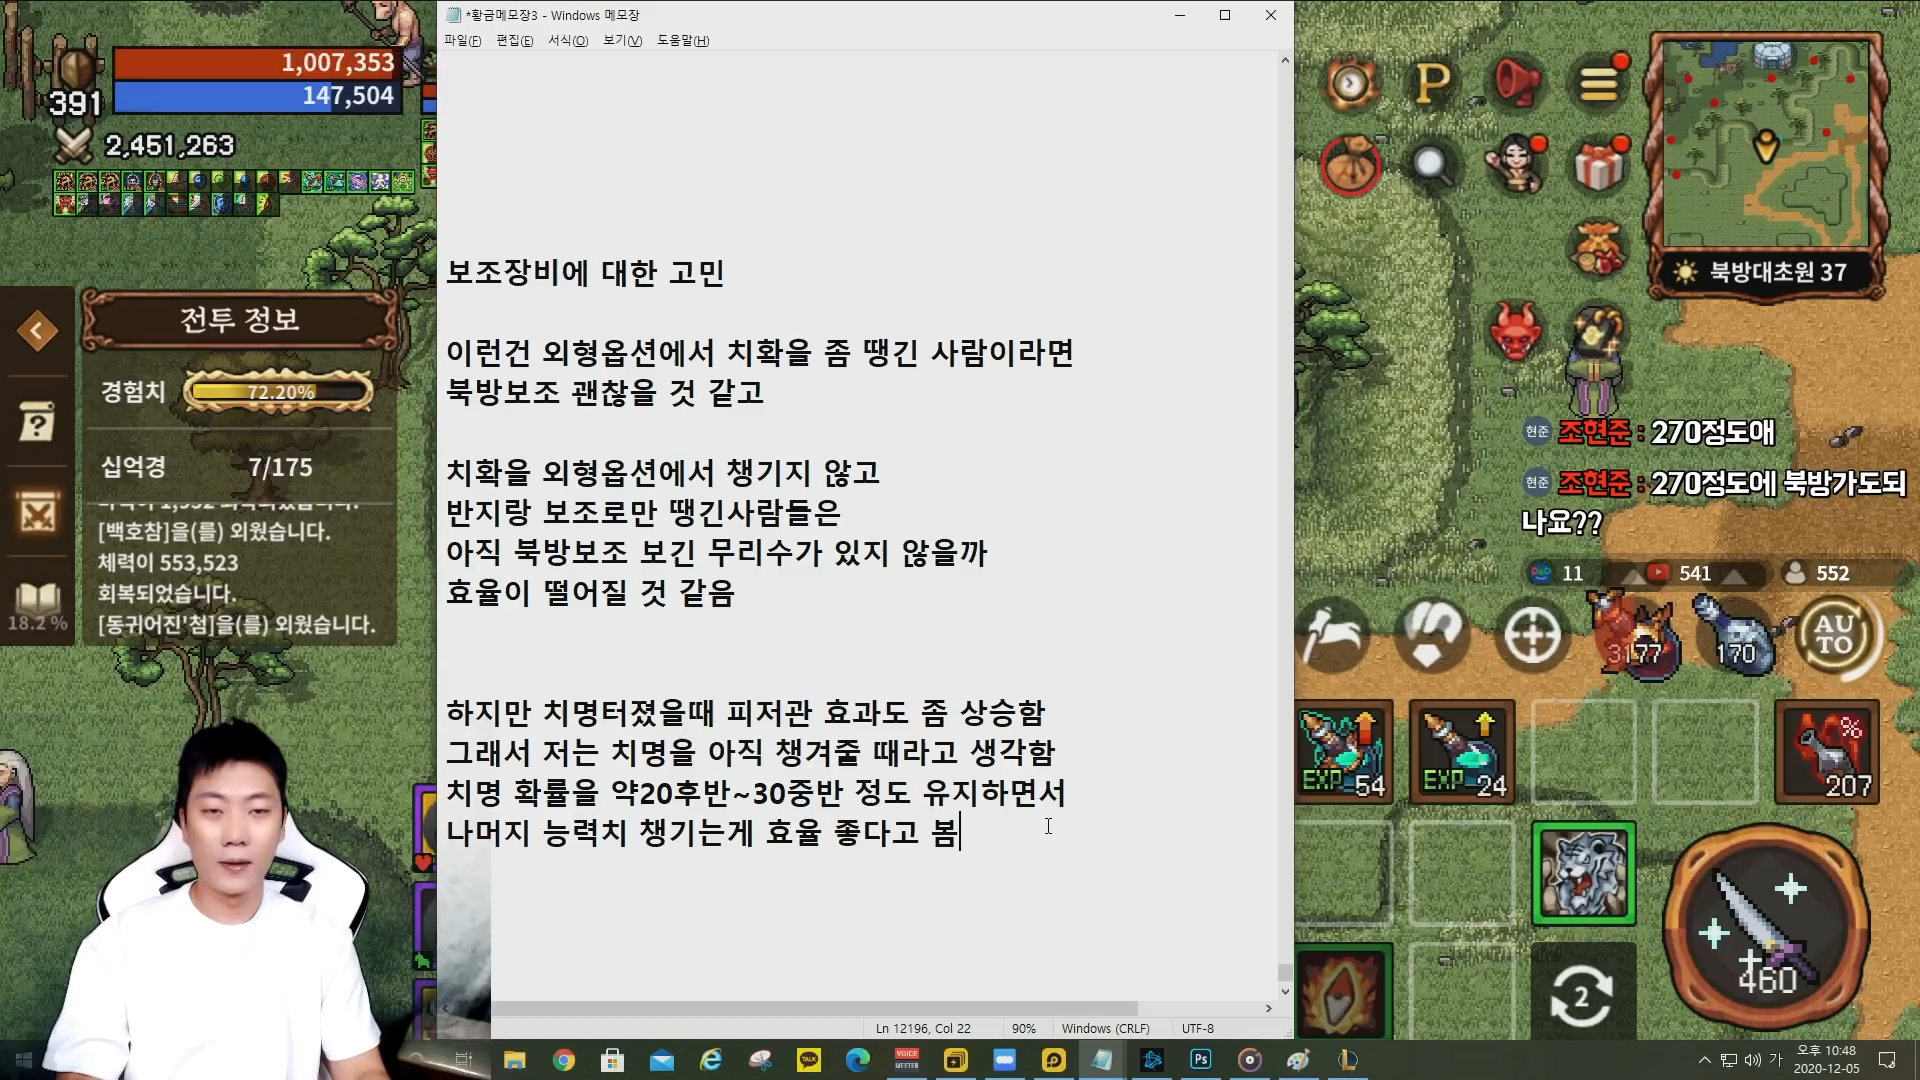 *황금메모장3 - Windows 메모장
파일(F) 편집(E) 서식(O) 보기(V) 도움말(H)
1,007,353
147,504
391
2,451,263
전투 정보
경험치 72.20%
십억경 7/175
[백호참]을(를) 외웠습니다.
체력이 553,523
회복되었습니다.
[동귀어진'첨]을(를) 외웠습니다.
18.2 %
보조장비에 대한 고민
이런건 외형옵션에서 치확을 좀 땡긴 사람이라면
북방보조 괜찮을 것 같고
치확을 외형옵션에서 챙기지 않고
반지랑 보조로만 땡긴사람들은
아직 북방보조 보긴 무리수가 있지 않을까
효율이 떨어질 것 같음
하지만 치명터졌을때 피저관 효과도 좀 상승함
그래서 저는 치명을 아직 챙겨줄 때라고 생각함
치명 확률을 약20후반~30중반 정도 유지하면서
나머지 능력치 챙기는게 효율 좋다고 봄
Ln 12196, Col 22 90% Windows (CRLF) UTF-8
P
북방대초원 37
현준 조현준 : 270정도애
현준 조현준 : 270정도에 북방가도되
나요??
11 541 552
3177 170 AUTO
EXP 54 EXP 24 % 207
460
2
TALK VOICE MEETER Ps 가
오후 10:48
2020-12-05